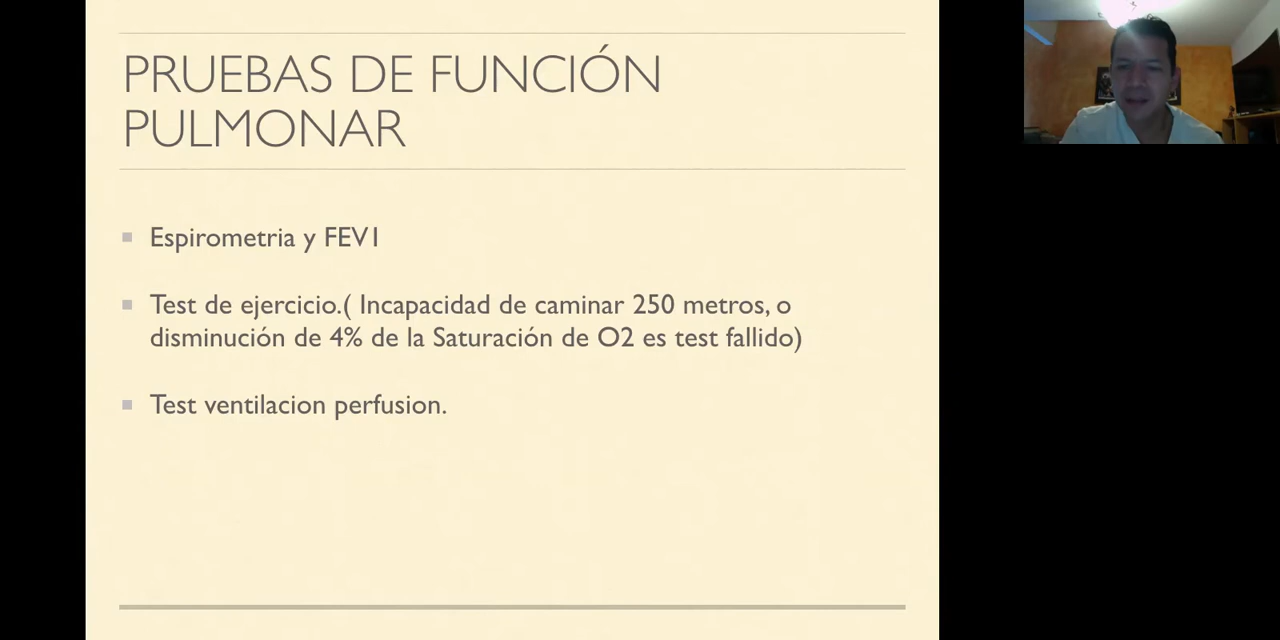 PRUEBAS DE FUNCIÓN
PULMONAR
Espirometria y FEV1
Test de ejercicio.( Incapacidad de caminar 250 metros, o
disminución de 4% de la Saturación de O2 es test fallido)
Test ventilacion perfusion.